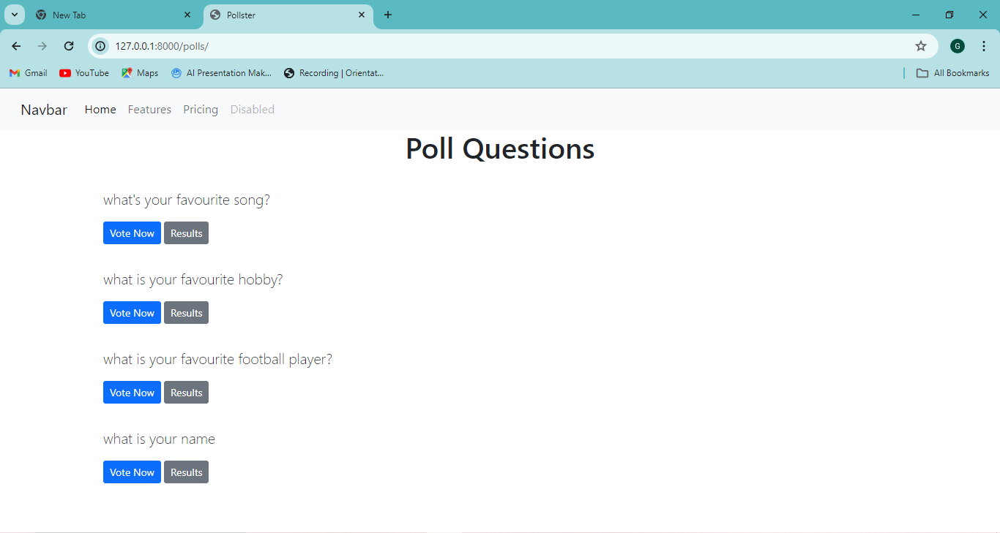 New Tab
Pollster
127.0.0.1:8000/polls/
G
Gmail YouTube Maps AI Presentation Mak... Recording | Orientat... All Bookmarks
Navbar Home Features Pricing Disabled
Poll Questions
what's your favourite song?
Vote Now Results
what is your favourite hobby?
Vote Now Results
what is your favourite football player?
Vote Now Results
what is your name
Vote Now Results